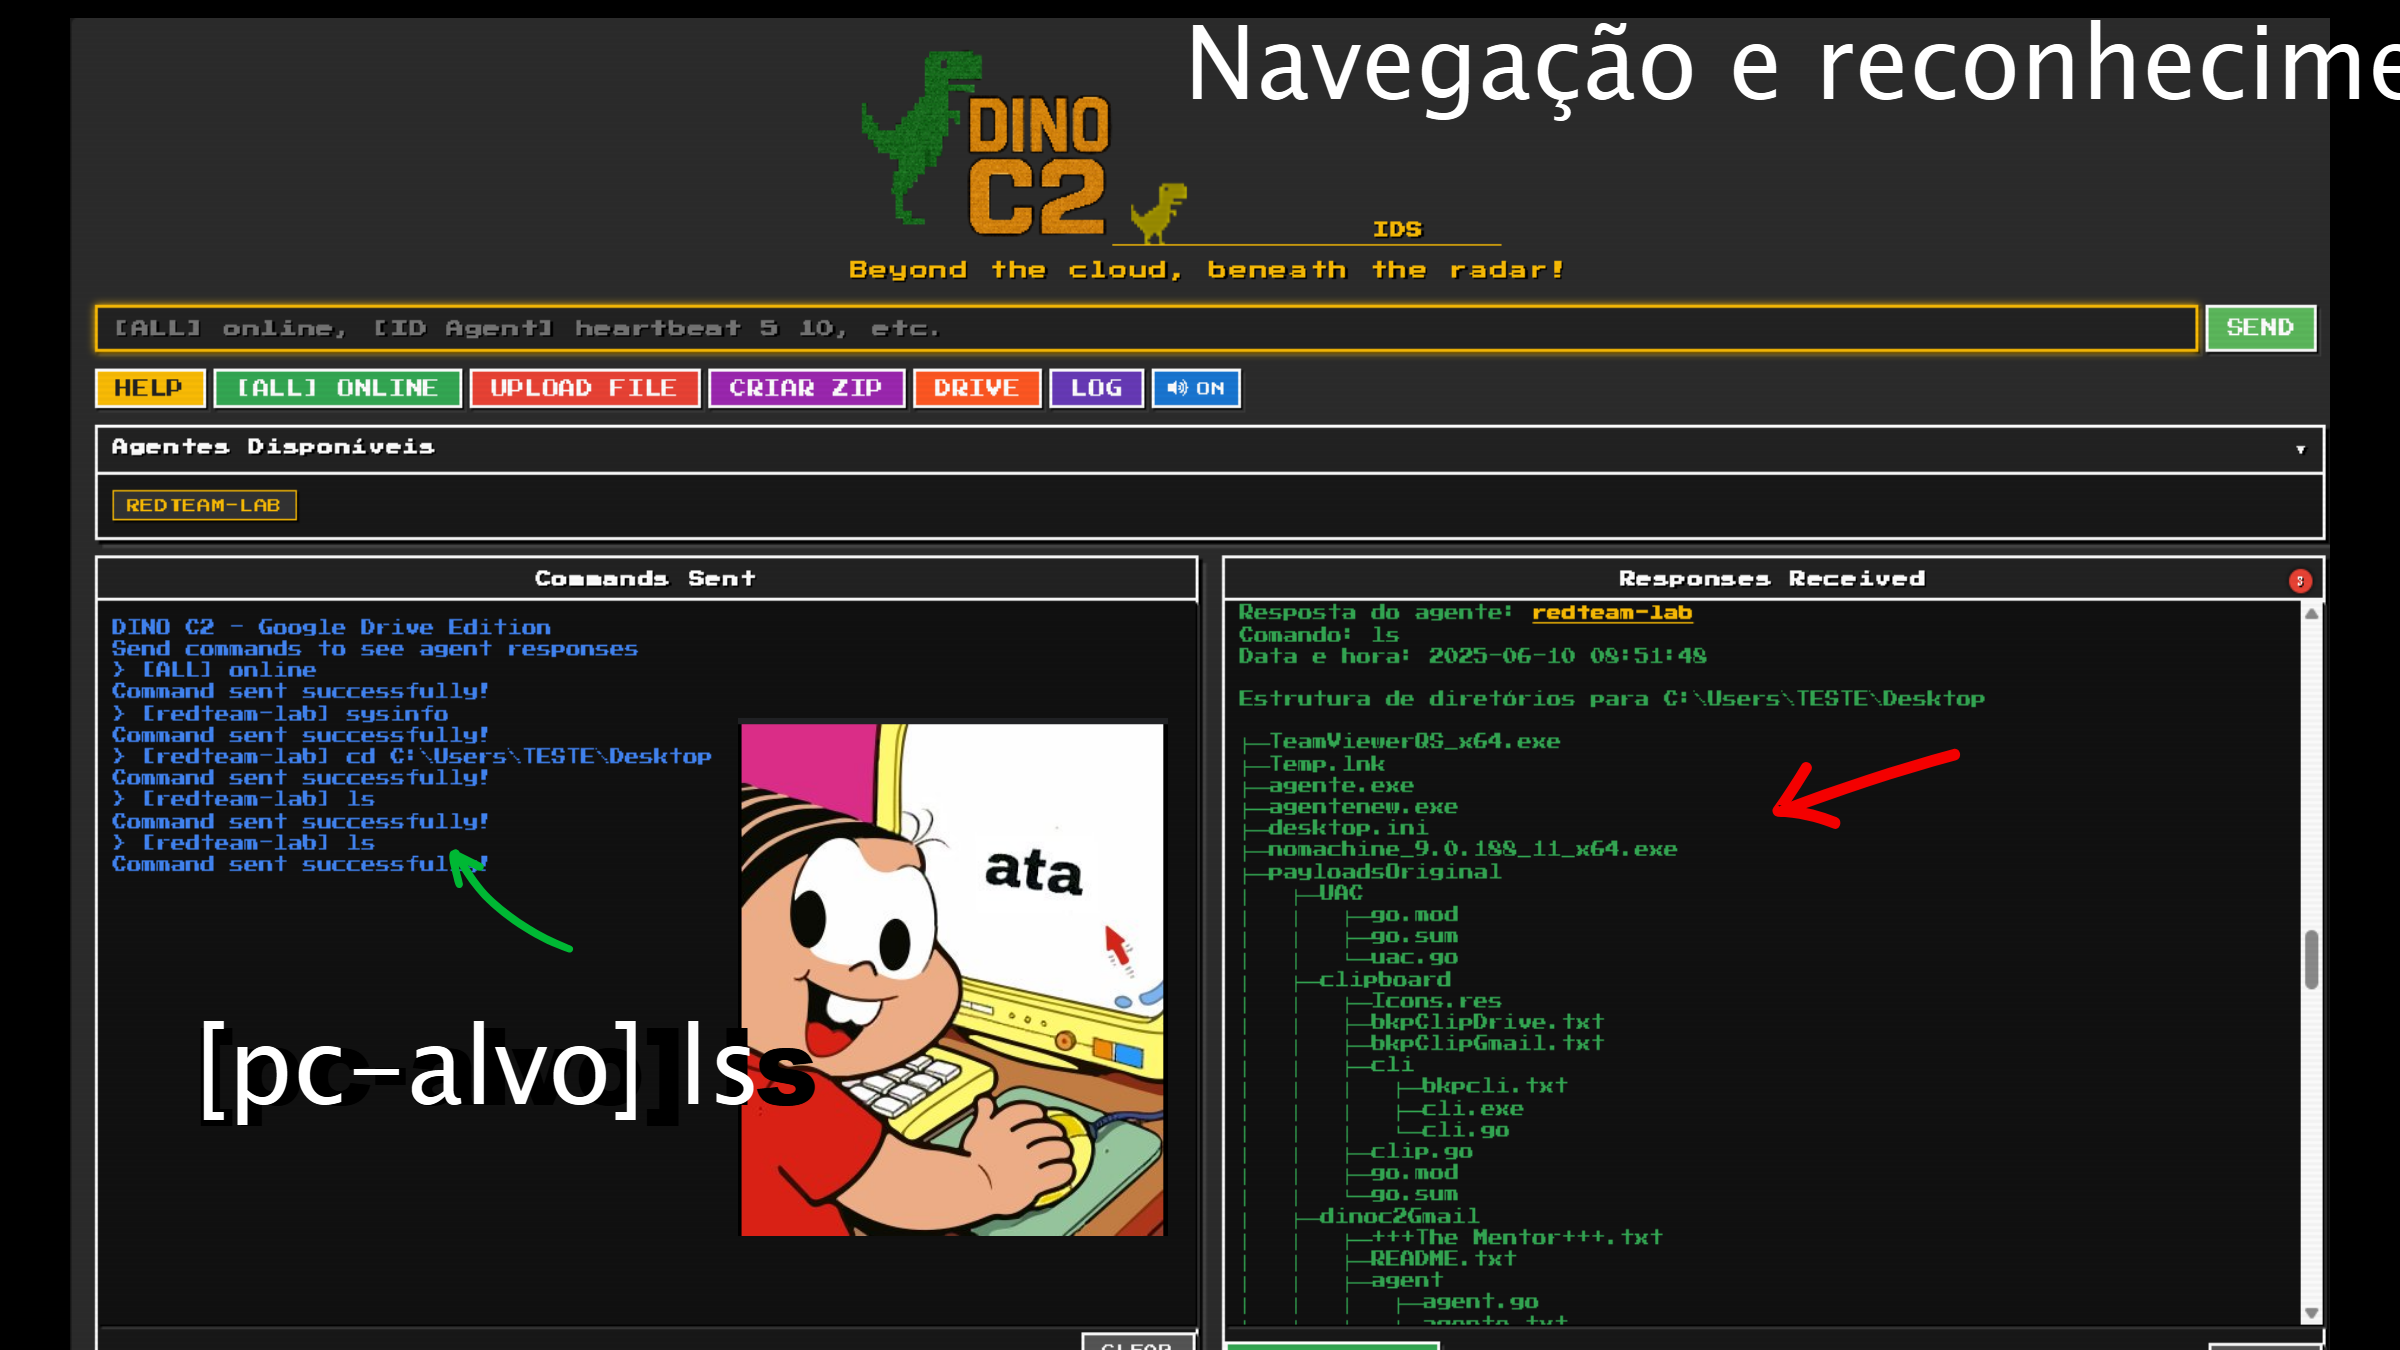 Navegação e reconhecime
DINO
C2
IDS
Beyond the cloud, beneath the radar!
[ALL] online, [ID Agent] heartbeat 5 10, etc.
SEND
HELP
[ALL] ONLINE
UPLOAD FILE
CRIAR ZIP
DRIVE
LOG
ON
Agentes Disponíveis
REDTEAM-LAB
Commands Sent
DINO C2 - Google Drive Edition
Send commands to see agent responses
> [ALL] online
Command sent successfully!
> [redteam-lab] sysinfo
Command sent successfully!
> [redteam-lab] cd C:\Users\TESTE\Desktop
Command sent successfully!
> [redteam-lab] ls
Command sent successfully!
> [redteam-lab] ls
Command sent successfully!
ata
[pc-alvo] ls
Responses Received
3
Resposta do agente: redteam-lab
Comando: ls
Data e hora: 2025-06-10 08:51:48
Estrutura de diretórios para C:\Users\TESTE\Desktop
├─TeamViewerQS_x64.exe
├─Temp.lnk
├─agente.exe
├─agentenew.exe
├─desktop.ini
├─nomachine_9.0.188_11_x64.exe
├─payloadsOriginal
│ ├─UAC
│ │ ├─go.mod
│ │ ├─go.sum
│ │ └─uac.go
│ ├─clipboard
│ │ ├─Icons.res
│ │ ├─bkpClipDrive.txt
│ │ ├─bkpClipGmail.txt
│ │ ├─cli
│ │ │ ├─bkpcli.txt
│ │ │ ├─cli.exe
│ │ │ └─cli.go
│ │ ├─clip.go
│ │ ├─go.mod
│ │ └─go.sum
│ ├─dinoc2Gmail
│ │ ├─+++The Mentor+++.txt
│ │ ├─README.txt
│ │ ├─agent
│ │ │ ├─agent.go
│ │ │ agente.txt
CLEAR